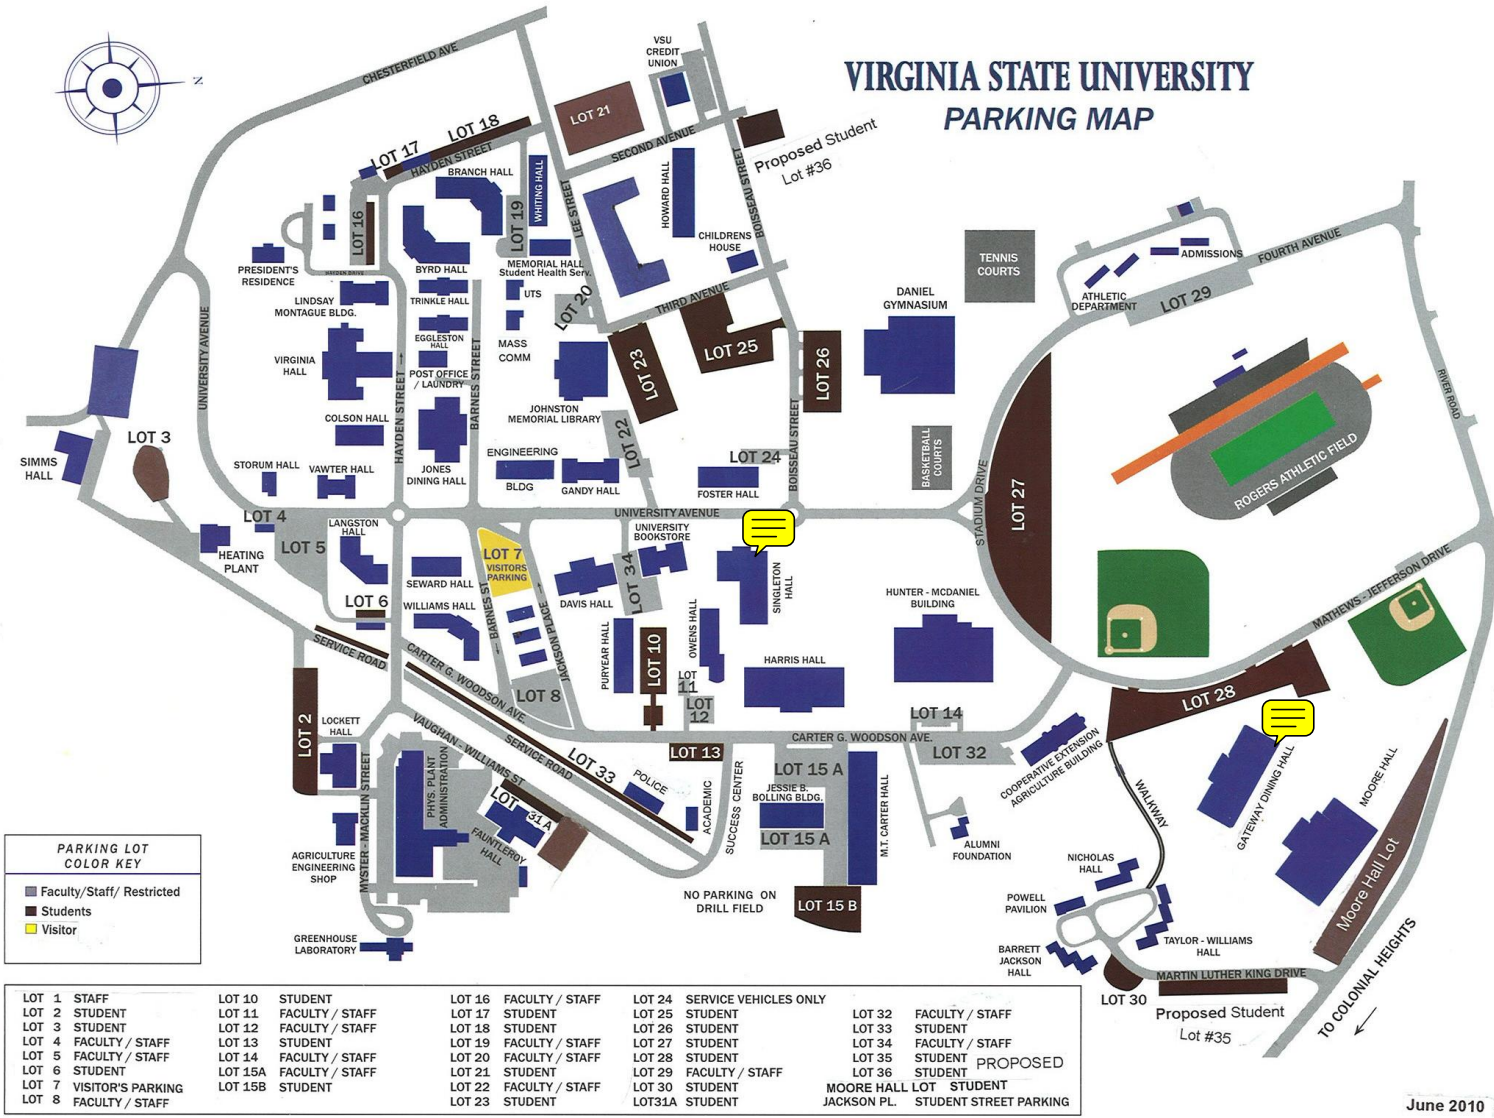 VIRGINIA STATE UNIVERSITY
PARKING MAP
N
CHESTERFIELD AVE
VSU
CREDIT
UNION
LOT 21
SECOND AVENUE
Proposed Student
Lot #36
LOT 18
LOT 17
HAYDEN STREET
BRANCH HALL
WHITING HALL
LEE STREET
HOWARD HALL
BOISSEAU STREET
CHILDRENS
HOUSE
LOT 16
LOT 19
PRESIDENT'S
RESIDENCE
HAYDEN DRIVE
BYRD HALL
MEMORIAL HALL
Student Health Serv.
LINDSAY
MONTAGUE BLDG.
TRINKLE HALL
UTS
LOT 20
THIRD AVENUE
TENNIS
COURTS
ADMISSIONS
ATHLETIC
DEPARTMENT
LOT 29
FOURTH AVENUE
UNIVERSITY AVENUE
VIRGINIA
HALL
EGGLESTON
HALL
MASS
COMM
POST OFFICE
/ LAUNDRY
BARNES STREET
HAYDEN STREET
COLSON HALL
JOHNSTON
MEMORIAL LIBRARY
LOT 23
LOT 25
LOT 26
BOISSEAU STREET
DANIEL
GYMNASIUM
RIVER ROAD
ROGERS ATHLETIC FIELD
BASKETBALL
COURTS
SIMMS
HALL
LOT 3
STORUM HALL
VAWTER HALL
JONES
DINING HALL
ENGINEERING
BLDG
GANDY HALL
LOT 22
LOT 24
FOSTER HALL
UNIVERSITY AVENUE
STADIUM DRIVE
LOT 27
LOT 4
LOT 5
HEATING
PLANT
LANGSTON
HALL
SEWARD HALL
LOT 7
VISITORS
PARKING
UNIVERSITY
BOOKSTORE
DAVIS HALL
LOT 34
SINGLETON
HALL
HUNTER - MCDANIEL
BUILDING
MATHEWS - JEFFERSON DRIVE
LOT 6
WILLIAMS HALL
BARNES ST
JACKSON PLACE
PURYEAR HALL
LOT 10
OWENS HALL
LOT
11
LOT
12
HARRIS HALL
SERVICE ROAD
CARTER G. WOODSON AVE.
LOT 8
LOT 28
LOT 2
LOCKETT
HALL
VAUGHAN - WILLIAMS ST
SERVICE ROAD
LOT 33
LOT 13
CARTER G. WOODSON AVE.
LOT 14
LOT 32
COOPERATIVE EXTENSION
AGRICULTURE BUILDING
GATEWAY DINING HALL
MOORE HALL
MYSTER - MACKLIN STREET
PHYS. PLANT
ADMINISTRATION
POLICE
ACADEMIC
SUCCESS CENTER
LOT 15 A
JESSIE B.
BOLLING BLDG.
LOT 15 A
M.T. CARTER HALL
WALKWAY
LOT
31 A
FAUNTLEROY
HALL
AGRICULTURE
ENGINEERING
SHOP
ALUMNI
FOUNDATION
NICHOLAS
HALL
POWELL
PAVILION
Moore Hall Lot
NO PARKING ON
DRILL FIELD
LOT 15 B
GREENHOUSE
LABORATORY
BARRETT
JACKSON
HALL
TAYLOR - WILLIAMS
HALL
LOT 30
MARTIN LUTHER KING DRIVE
Proposed Student
Lot #35
TO COLONIAL HEIGHTS
PARKING LOT
COLOR KEY
Faculty/Staff/ Restricted
Students
Visitor
LOT 1 STAFF
LOT 2 STUDENT
LOT 3 STUDENT
LOT 4 FACULTY / STAFF
LOT 5 FACULTY / STAFF
LOT 6 STUDENT
LOT 7 VISITOR'S PARKING
LOT 8 FACULTY / STAFF
LOT 10 STUDENT
LOT 11 FACULTY / STAFF
LOT 12 FACULTY / STAFF
LOT 13 STUDENT
LOT 14 FACULTY / STAFF
LOT 15A FACULTY / STAFF
LOT 15B STUDENT
LOT 16 FACULTY / STAFF
LOT 17 STUDENT
LOT 18 STUDENT
LOT 19 FACULTY / STAFF
LOT 20 FACULTY / STAFF
LOT 21 STUDENT
LOT 22 FACULTY / STAFF
LOT 23 STUDENT
LOT 24 SERVICE VEHICLES ONLY
LOT 25 STUDENT
LOT 26 STUDENT
LOT 27 STUDENT
LOT 28 STUDENT
LOT 29 FACULTY / STAFF
LOT 30 STUDENT
LOT31A STUDENT
LOT 32 FACULTY / STAFF
LOT 33 STUDENT
LOT 34 FACULTY / STAFF
LOT 35 STUDENT
LOT 36 STUDENT
PROPOSED
MOORE HALL LOT STUDENT
JACKSON PL. STUDENT STREET PARKING
June 2010